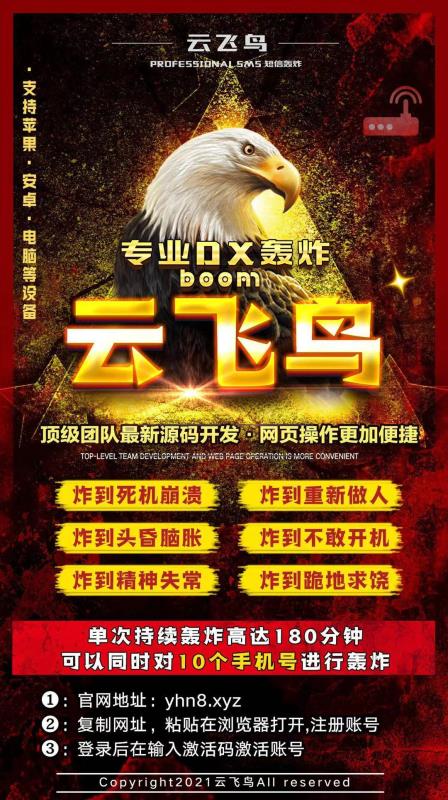 云飞鸟
PROFESSIONAL SMS 短信轰炸
·支持苹果·安卓·电脑等设备
专业DX轰炸
boom
云飞鸟
顶级团队最新源码开发·网页操作更加便捷
TOP-LEVEL TEAM DEVELOPMENT AND WEB PAGE OPERATION IS MORE CONVENIENT
炸到死机崩溃 炸到重新做人
炸到头昏脑胀 炸到不敢开机
炸到精神失常 炸到跪地求饶
单次持续轰炸高达180分钟
可以同时对10个手机号进行轰炸
①:官网地址:yhn8.xyz
②:复制网址,粘贴在浏览器打开,注册账号
③:登录后在输入激活码激活账号
Copyright2021云飞鸟All reserved